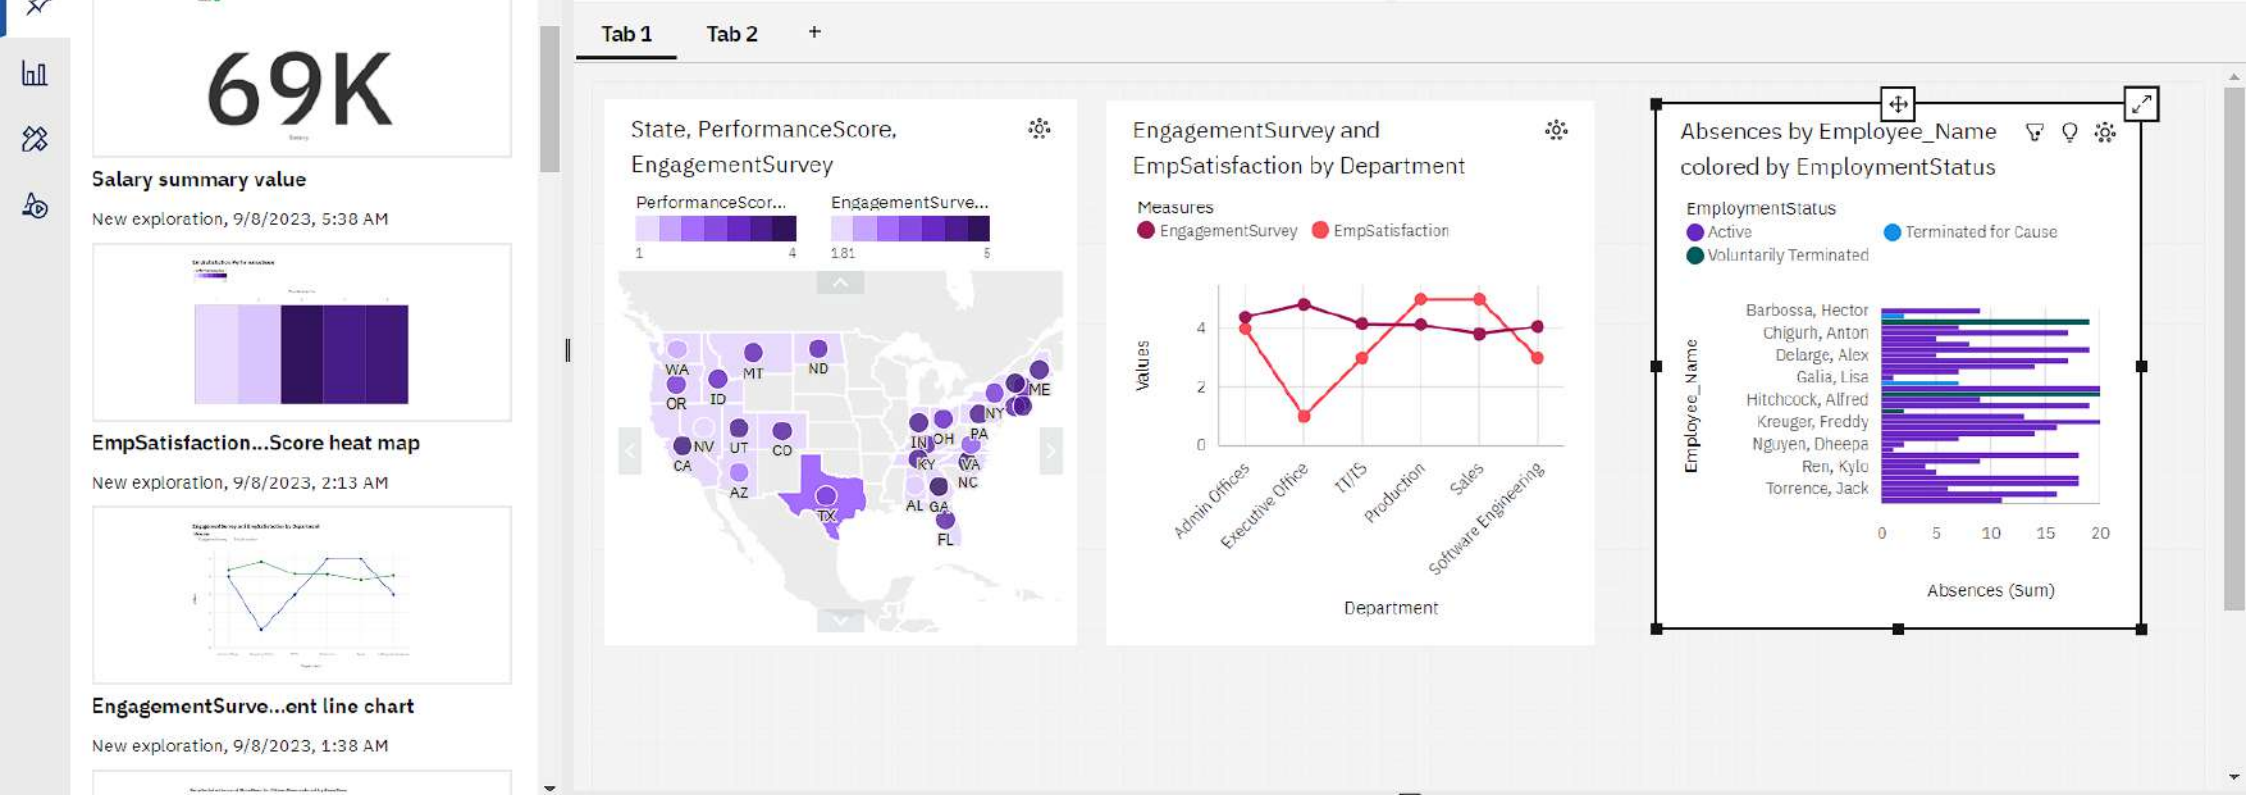 69K
Salary summary value
New exploration, 9/8/2023, 5:38 AM
EmpSatisfaction...Score heat map
New exploration, 9/8/2023, 2:13 AM
EngagementSurvey and EmpSatisfaction by Department
EngagementSurve...ent line chart
New exploration, 9/8/2023, 1:38 AM
Tab 1
Tab 2
+
State, PerformanceScore,
EngagementSurvey
PerformanceScor...
EngagementSurve...
1
4
1.81
5
WA
MT
ND
ME
OR
ID
NY
NV
UT
CO
IN
OH
PA
CA
KY
VA
AZ
NC
TX
AL
GA
FL
EngagementSurvey and
EmpSatisfaction by Department
Measures
EngagementSurvey
EmpSatisfaction
Values
4
2
0
Admin Offices
Executive Office
IT/IS
Production
Sales
Software Engineering
Department
Absences by Employee_Name
colored by EmploymentStatus
EmploymentStatus
Active
Terminated for Cause
Voluntarily Terminated
Employee_Name
Barbossa, Hector
Chigurh, Anton
Delarge, Alex
Galia, Lisa
Hitchcock, Alfred
Kreuger, Freddy
Nguyen, Dheepa
Ren, Kylo
Torrence, Jack
0
5
10
15
20
Absences (Sum)